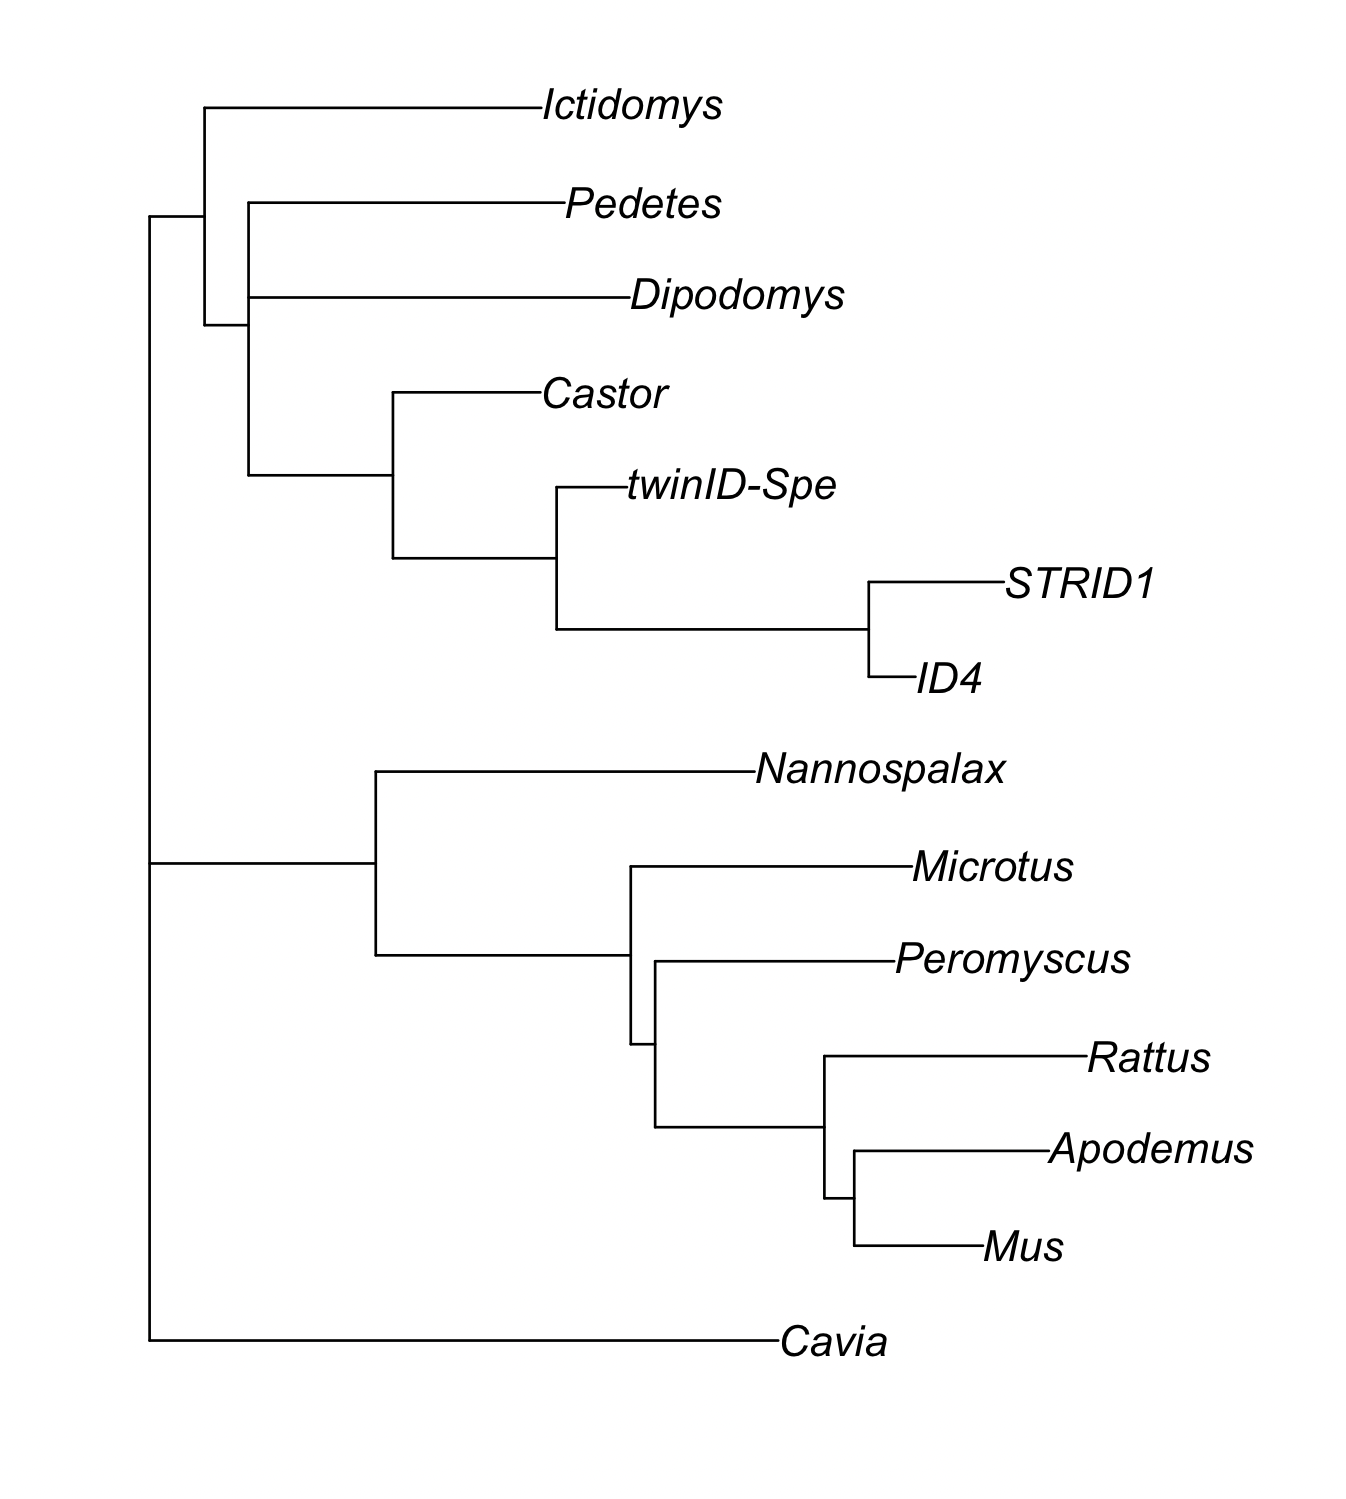 Ictidomys
Pedetes
Dipodomys
Castor
twinID-Spe
STRID1
ID4
Nannospalax
Microtus
Peromyscus
Rattus
Apodemus
Mus
Cavia